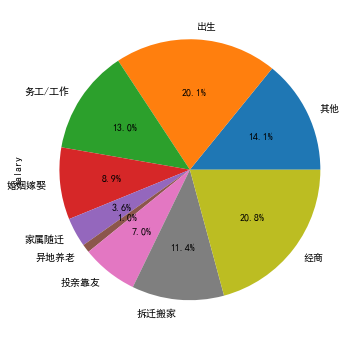 出生
20.1%
其他
14.1%
务工/工作
13.0%
salary
婚姻嫁娶
8.9%
家属随迁
3.6%
异地养老
1.0%
投亲靠友
7.0%
拆迁搬家
11.4%
经商
20.8%